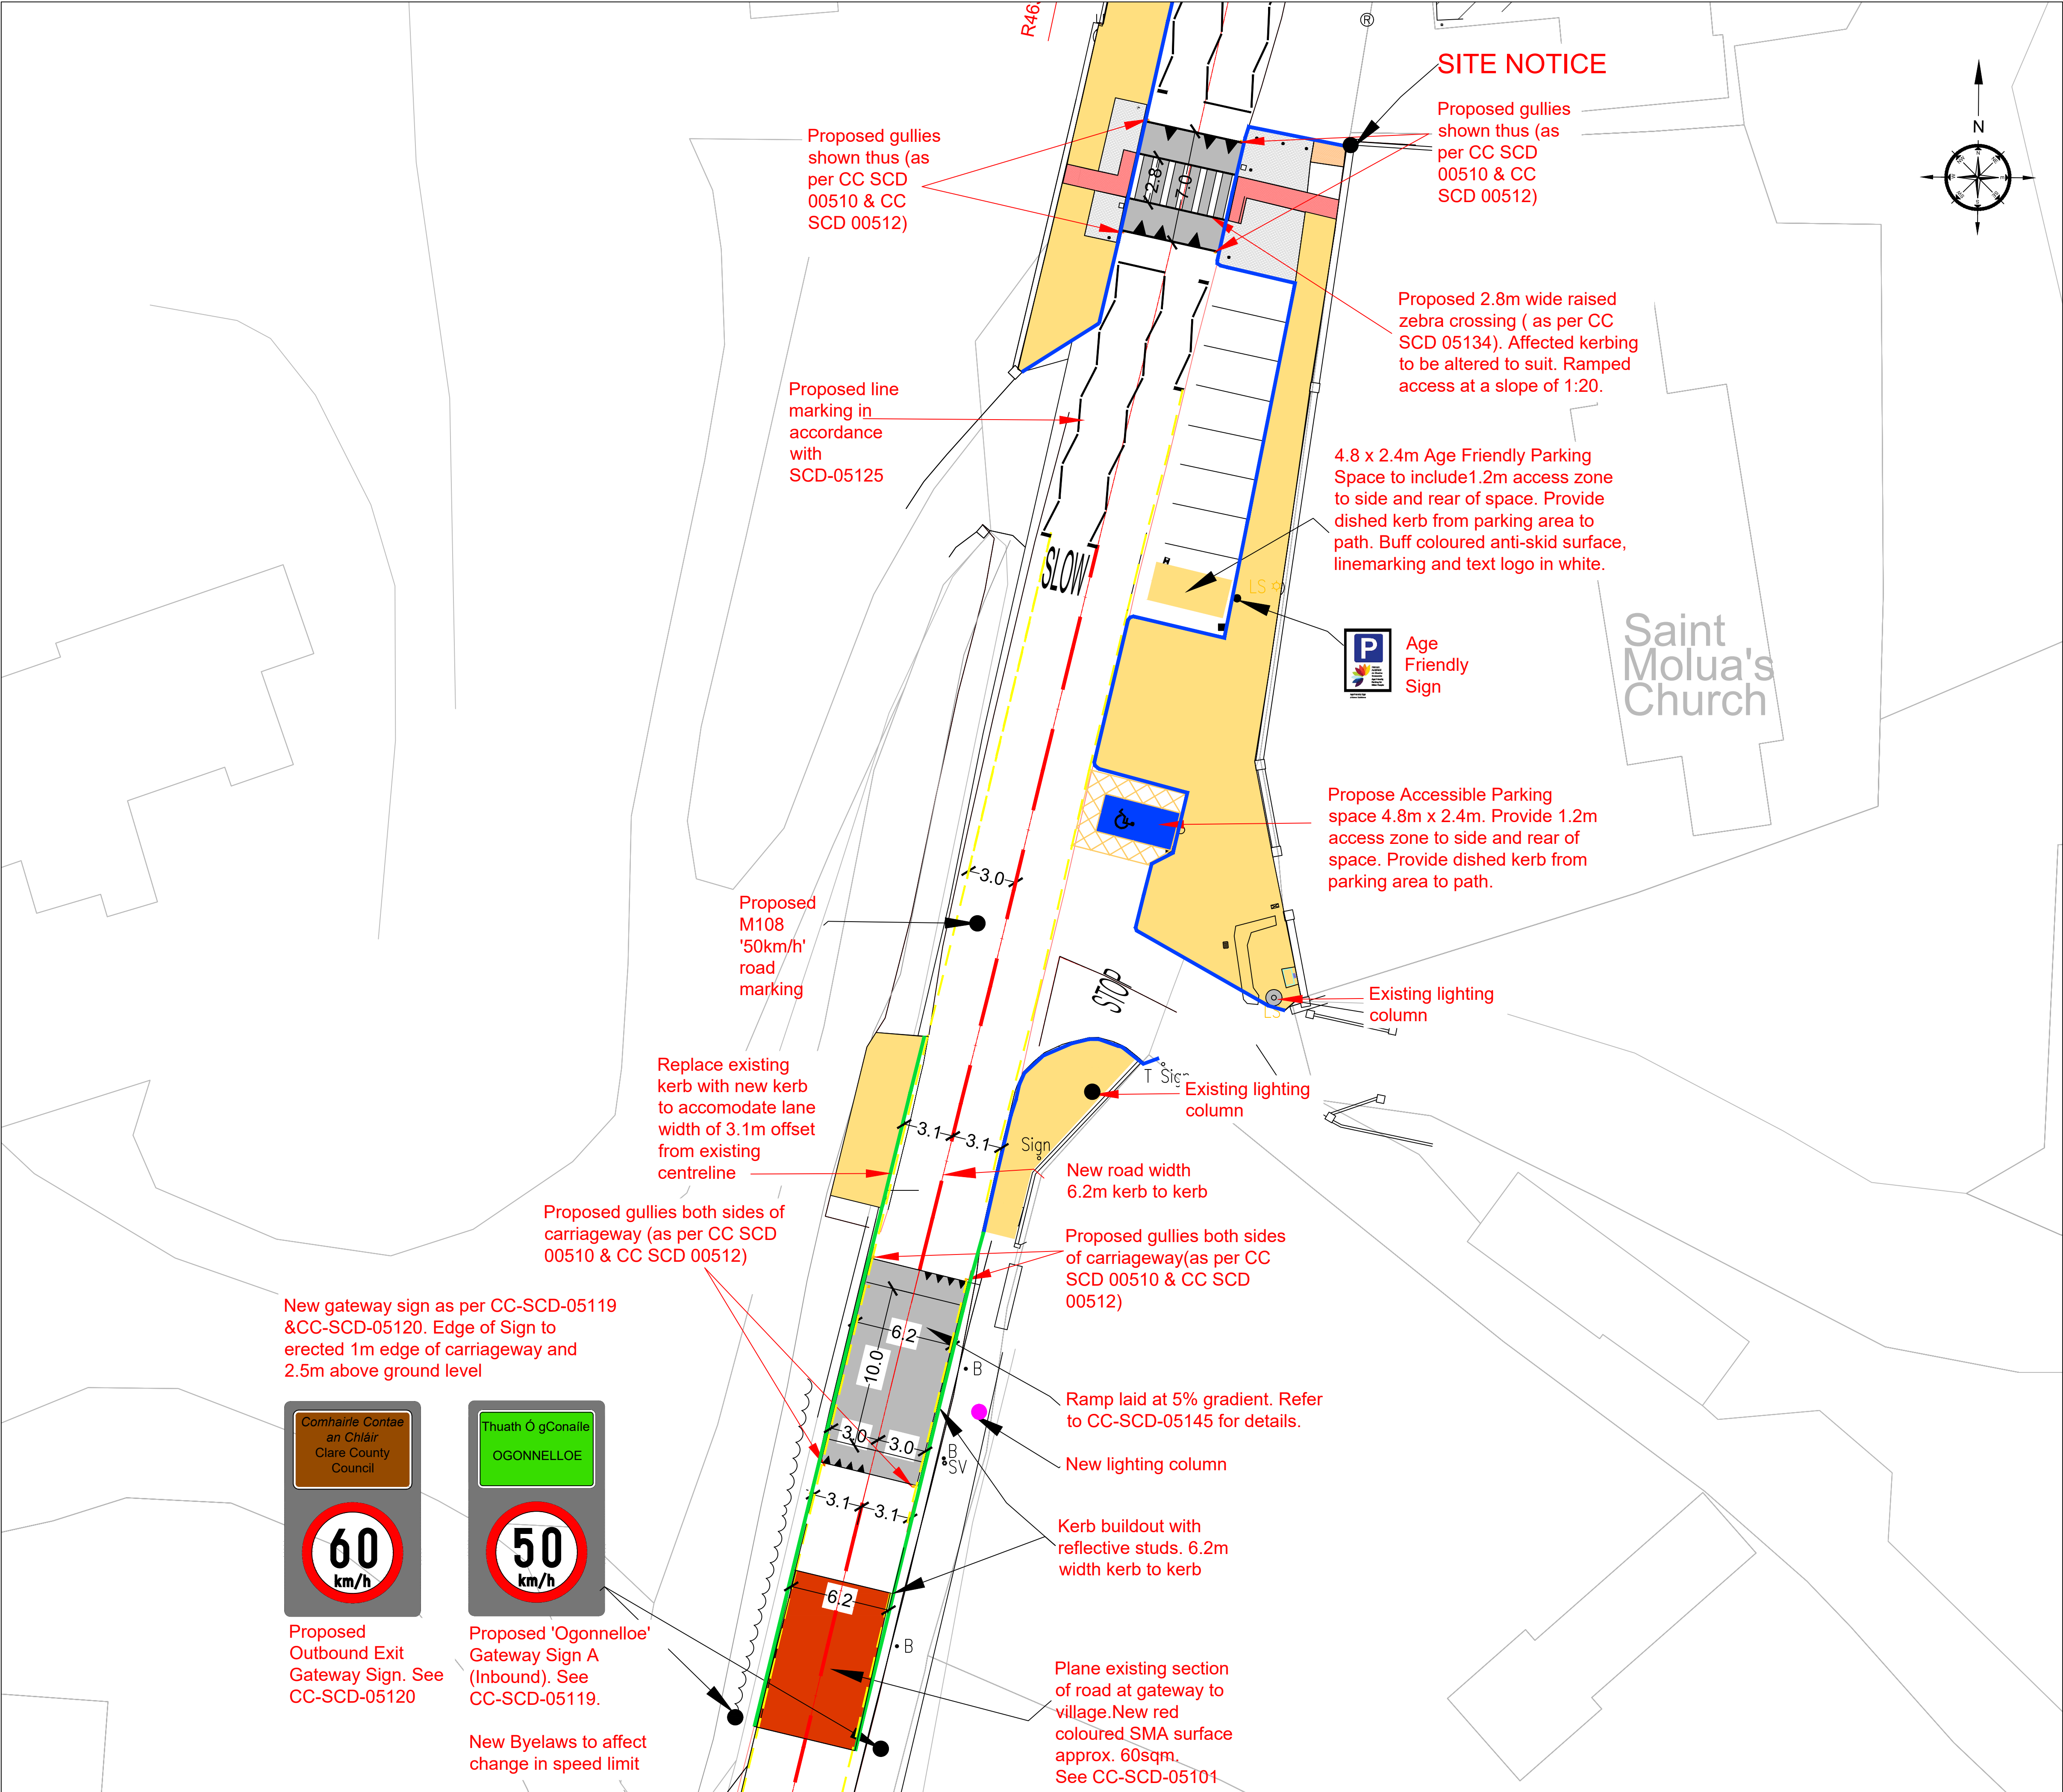 R463
SITE NOTICE
Proposed gullies
shown thus (as
per CC SCD
00510 & CC
SCD 00512)
Proposed gullies
shown thus (as
per CC SCD
00510 & CC
SCD 00512)
N
2.8
7.0
Proposed 2.8m wide raised
zebra crossing ( as per CC
SCD 05134). Affected kerbing
to be altered to suit. Ramped
access at a slope of 1:20.
Proposed line
marking in
accordance
with
SCD-05125
4.8 x 2.4m Age Friendly Parking
Space to include1.2m access zone
to side and rear of space. Provide
dished kerb from parking area to
path. Buff coloured anti-skid surface,
linemarking and text logo in white.
SLOW
LS
P
Age
Friendly
Sign
Saint
Molua's
Church
Propose Accessible Parking
space 4.8m x 2.4m. Provide 1.2m
access zone to side and rear of
space. Provide dished kerb from
parking area to path.
3.0
Proposed
M108
'50km/h'
road
marking
STOP
Existing lighting
column
LS
Replace existing
kerb with new kerb
to accomodate lane
width of 3.1m offset
from existing
centreline
T Sign
Existing lighting
column
3.1
3.1
Sign
New road width
6.2m kerb to kerb
Proposed gullies both sides of
carriageway (as per CC SCD
00510 & CC SCD 00512)
Proposed gullies both sides
of carriageway(as per CC
SCD 00510 & CC SCD
00512)
New gateway sign as per CC-SCD-05119
&CC-SCD-05120. Edge of Sign to
erected 1m edge of carriageway and
2.5m above ground level
6.2
10.0
B
Ramp laid at 5% gradient. Refer
to CC-SCD-05145 for details.
3.0
3.0
B
SV
New lighting column
3.1
3.1
Kerb buildout with
reflective studs. 6.2m
width kerb to kerb
Comhairle Contae
an Chláir
Clare County
Council
60
km/h
Thuath Ó gConaíle
OGONNELLOE
50
km/h
6.2
B
Proposed
Outbound Exit
Gateway Sign. See
CC-SCD-05120
Proposed 'Ogonnelloe'
Gateway Sign A
(Inbound). See
CC-SCD-05119.
New Byelaws to affect
change in speed limit
Plane existing section
of road at gateway to
village.New red
coloured SMA surface
approx. 60sqm.
See CC-SCD-05101